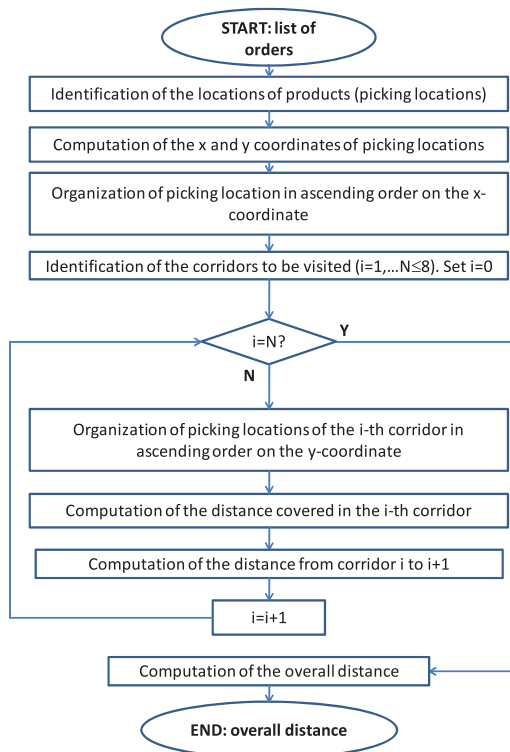 START: list of
orders
Identification of the locations of products (picking locations)
Computation of the x and y coordinates of picking locations
Organization of picking location in ascending order on the x-
coordinate
Identification of the corridors to be visited (i=1,…N≤8). Set i=0
i=N?
Y
N
Organization of picking locations of the i-th corridor in
ascending order on the y-coordinate
Computation of the distance covered in the i-th corridor
Computation of the distance from corridor i to i+1
i=i+1
Computation of the overall distance
END: overall distance